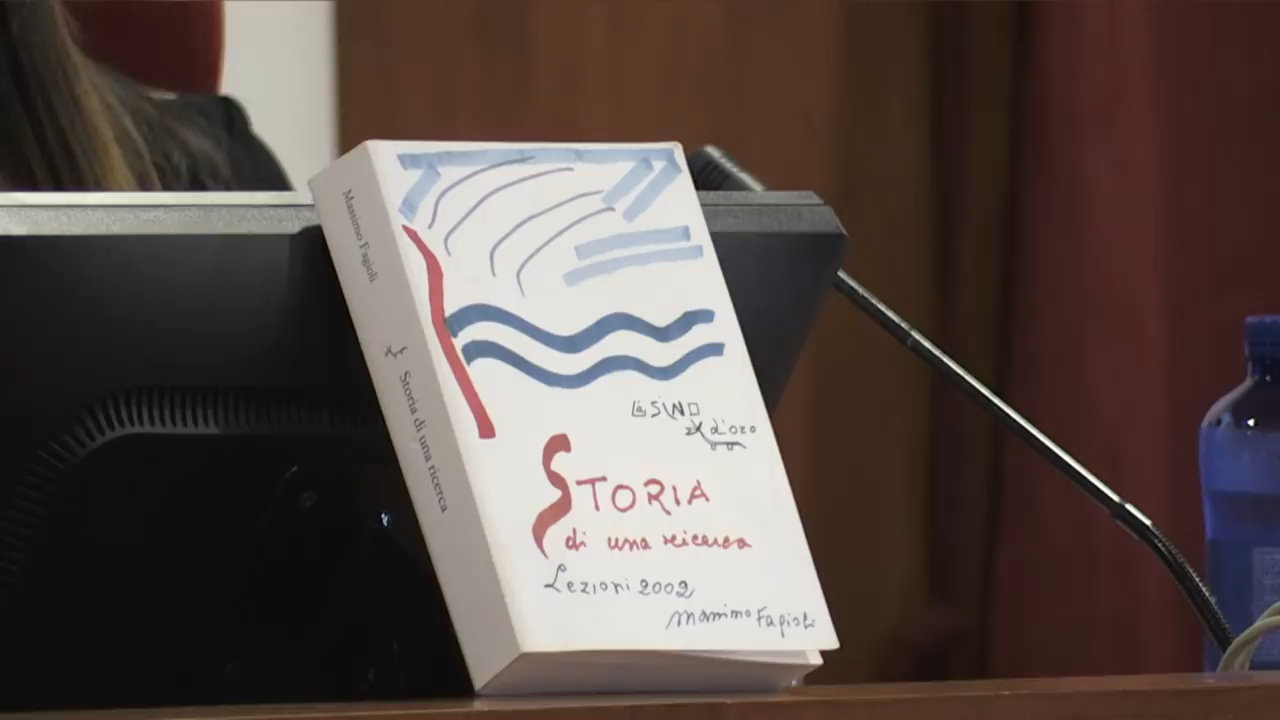 Massimo Fagioli
Storia di una ricerca
L'aSINO
d'oro
STORIA
di una ricerca
Lezioni 2002
Massimo Fagioli